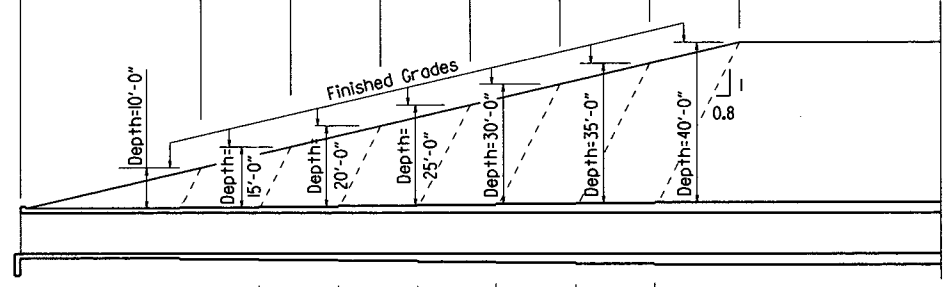 Finished Grades
Depth=10'-0"
Depth=
15'-0"
Depth=
20'-0"
Depth=
25'-0"
Depth=30'-0"
Depth=35'-0"
Depth=40'-0"
1
0.8